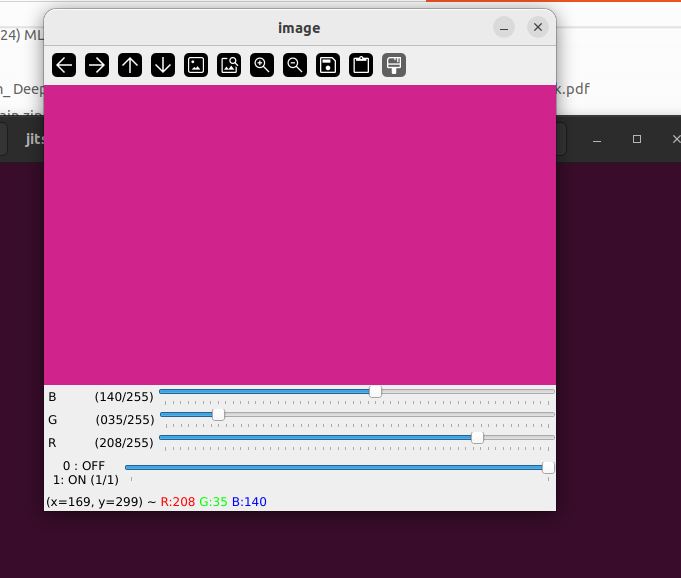 image
24) ML
n_ Deep
k.pdf
jits
B (140/255)
G (035/255)
R (208/255)
0 : OFF
1: ON (1/1)
(x=169, y=299) ~ R:208 G:35 B:140